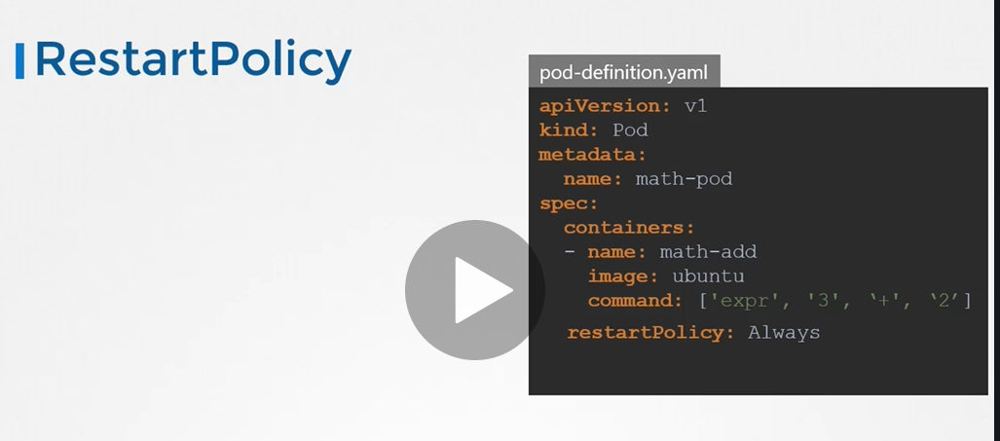 RestartPolicy
pod-definition.yaml
apiVersion: v1
kind: Pod
metadata:
  name: math-pod
spec:
  containers:
  - name: math-add
    image: ubuntu
    command: ['expr', '3', ‘+', ‘2’]
  restartPolicy: Always